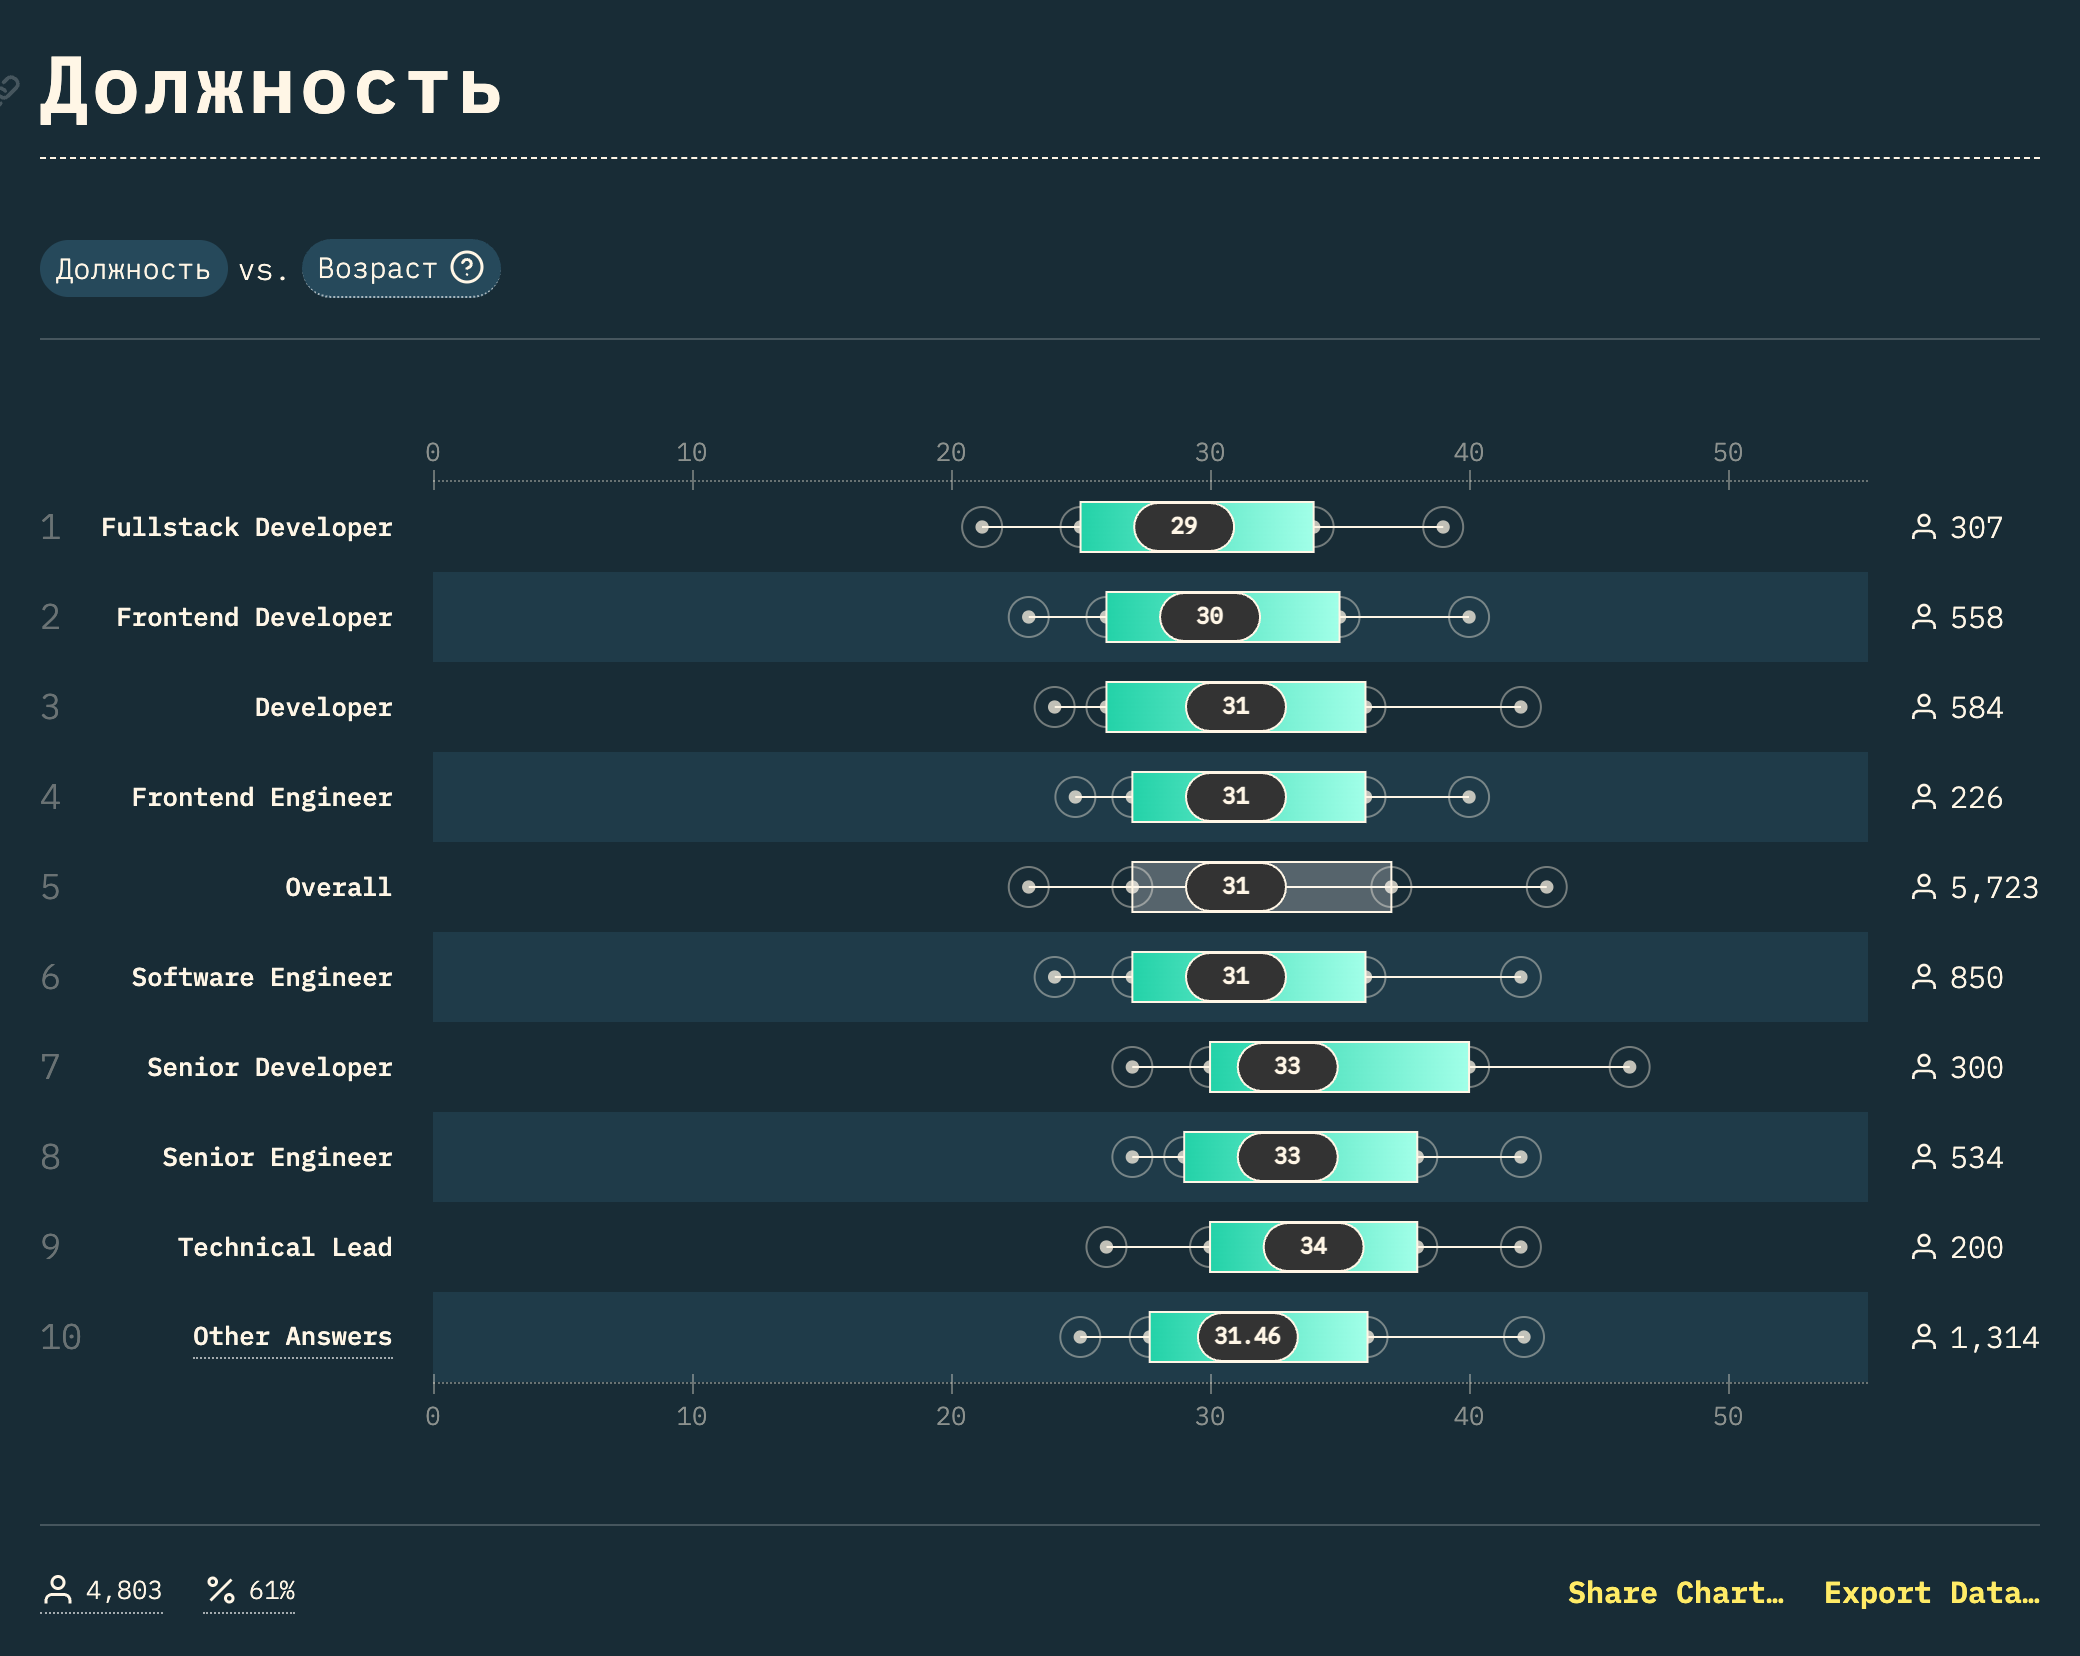 Должность
Должность vs. Возраст
0 10 20 30 40 50
1 Fullstack Developer 29 307
2 Frontend Developer 30 558
3 Developer 31 584
4 Frontend Engineer 31 226
5 Overall 31 5,723
6 Software Engineer 31 850
7 Senior Developer 33 300
8 Senior Engineer 33 534
9 Technical Lead 34 200
10 Other Answers 31.46 1,314
0 10 20 30 40 50
4,803 61% Share Chart… Export Data…